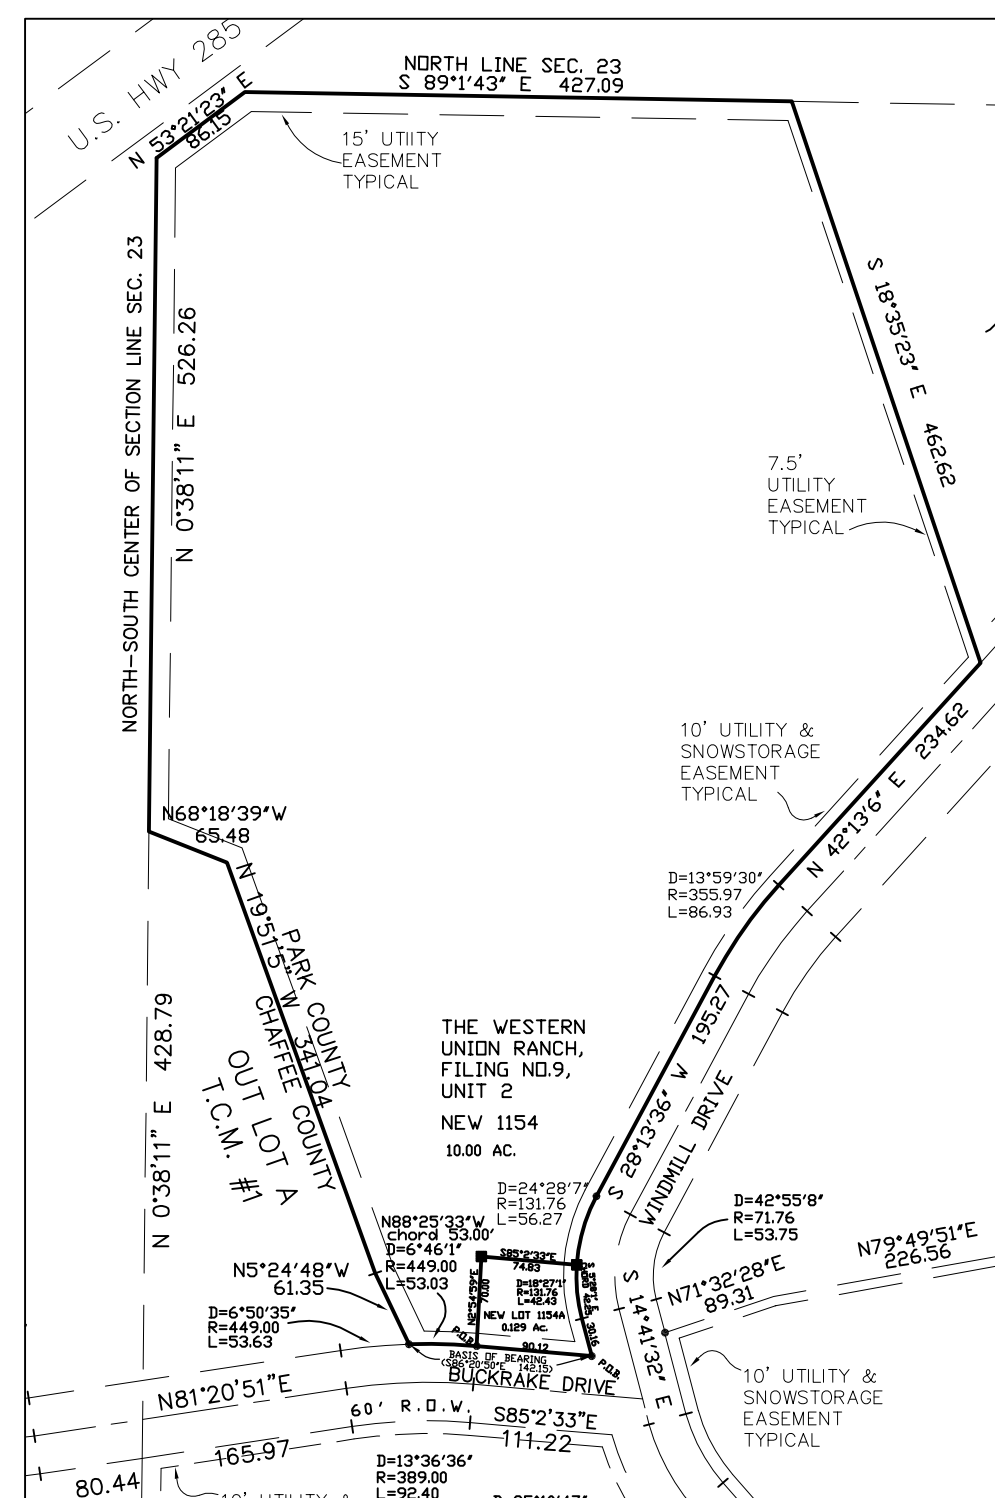 U.S. HWY 285
NORTH LINE SEC. 23
S 89°1'43" E 427.09
N 53°21'23" E
86.15
15' UTIITY
EASEMENT
TYPICAL
NORTH-SOUTH CENTER OF SECTION LINE SEC. 23
N 0°38'11" E 526.26
S 18°35'23" E 462.62
7.5'
UTILITY
EASEMENT
TYPICAL
10' UTILITY &
SNOWSTORAGE
EASEMENT
TYPICAL
N 42°13'6" E 234.62
N68°18'39"W
65.48
D=13°59'30"
R=355.97
L=86.93
N 19°51'5" W 341.04
PARK COUNTY
CHAFFEE COUNTY
OUT LOT A
T.C.M. #1
N 0°38'11" E 428.79
THE WESTERN
UNION RANCH,
FILING NO.9,
UNIT 2
NEW 1154
10.00 AC.
S 28°13'36" W 195.27
WINDMILL DRIVE
D=24°28'7"
R=131.76
L=56.27
D=42°55'8"
R=71.76
L=53.75
N88°25'33"W
chord 53.00'
D=6°46'1"
R=449.00
L=53.03
N5°24'48"W
61.35
D=6°50'35"
R=449.00
L=53.63
S85°2'33"E
74.83
N2°54'59"E
70.00
D=18°27'1"
R=131.76
L=42.43
NEW LOT 1154A
0.129 Ac.
30.16
90.12
P.O.B.
P.O.B.
BASIS OF BEARING
(S86°20'50"E 142.15)
BUCKRAKE DRIVE
S 14°41'32" E
N71°32'28"E
89.31
N79°49'51"E
226.56
10' UTILITY &
SNOWSTORAGE
EASEMENT
TYPICAL
N81°20'51"E
60' R.O.W.
S85°2'33"E
111.22
165.97
80.44
D=13°36'36"
R=389.00
L=92.40
10' UTILITY &